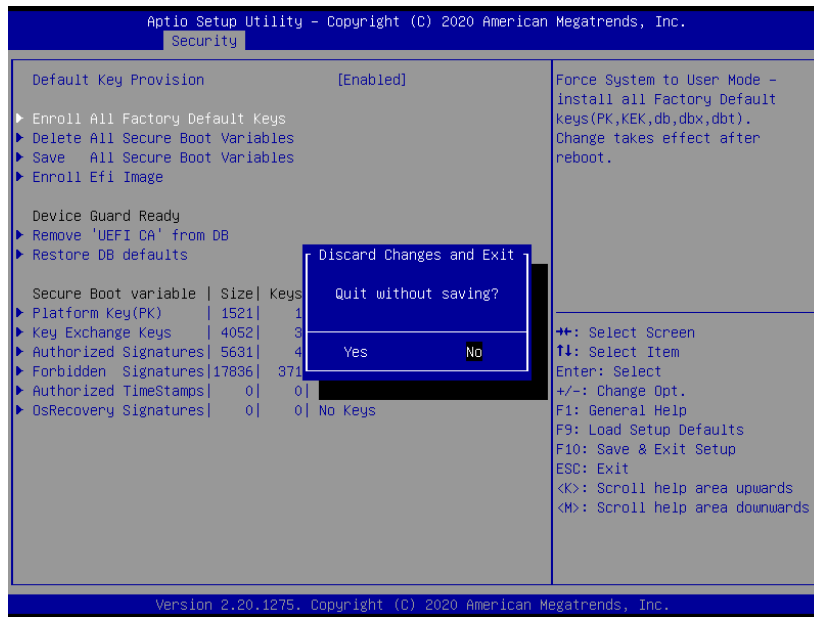 Aptio Setup Utility – Copyright (C) 2020 American Megatrends, Inc.
Security
Default Key Provision [Enabled]
▶ Enroll All Factory Default Keys
▶ Delete All Secure Boot Variables
▶ Save All Secure Boot Variables
▶ Enroll Efi Image
Device Guard Ready
▶ Remove 'UEFI CA' from DB
▶ Restore DB defaults
Secure Boot variable | Size| Keys
▶ Platform Key(PK) | 1521| 1
▶ Key Exchange Keys | 4052| 3
▶ Authorized Signatures| 5631| 4
▶ Forbidden Signatures|17836| 371
▶ Authorized TimeStamps| 0| 0|
▶ OsRecovery Signatures| 0| 0| No Keys
Discard Changes and Exit
Quit without saving?
Yes No
Force System to User Mode –
install all Factory Default
keys(PK,KEK,db,dbx,dbt).
Change takes effect after
reboot.
→←: Select Screen
↑↓: Select Item
Enter: Select
+/-: Change Opt.
F1: General Help
F9: Load Setup Defaults
F10: Save & Exit Setup
ESC: Exit
<K>: Scroll help area upwards
<M>: Scroll help area downwards
Version 2.20.1275. Copyright (C) 2020 American Megatrends, Inc.